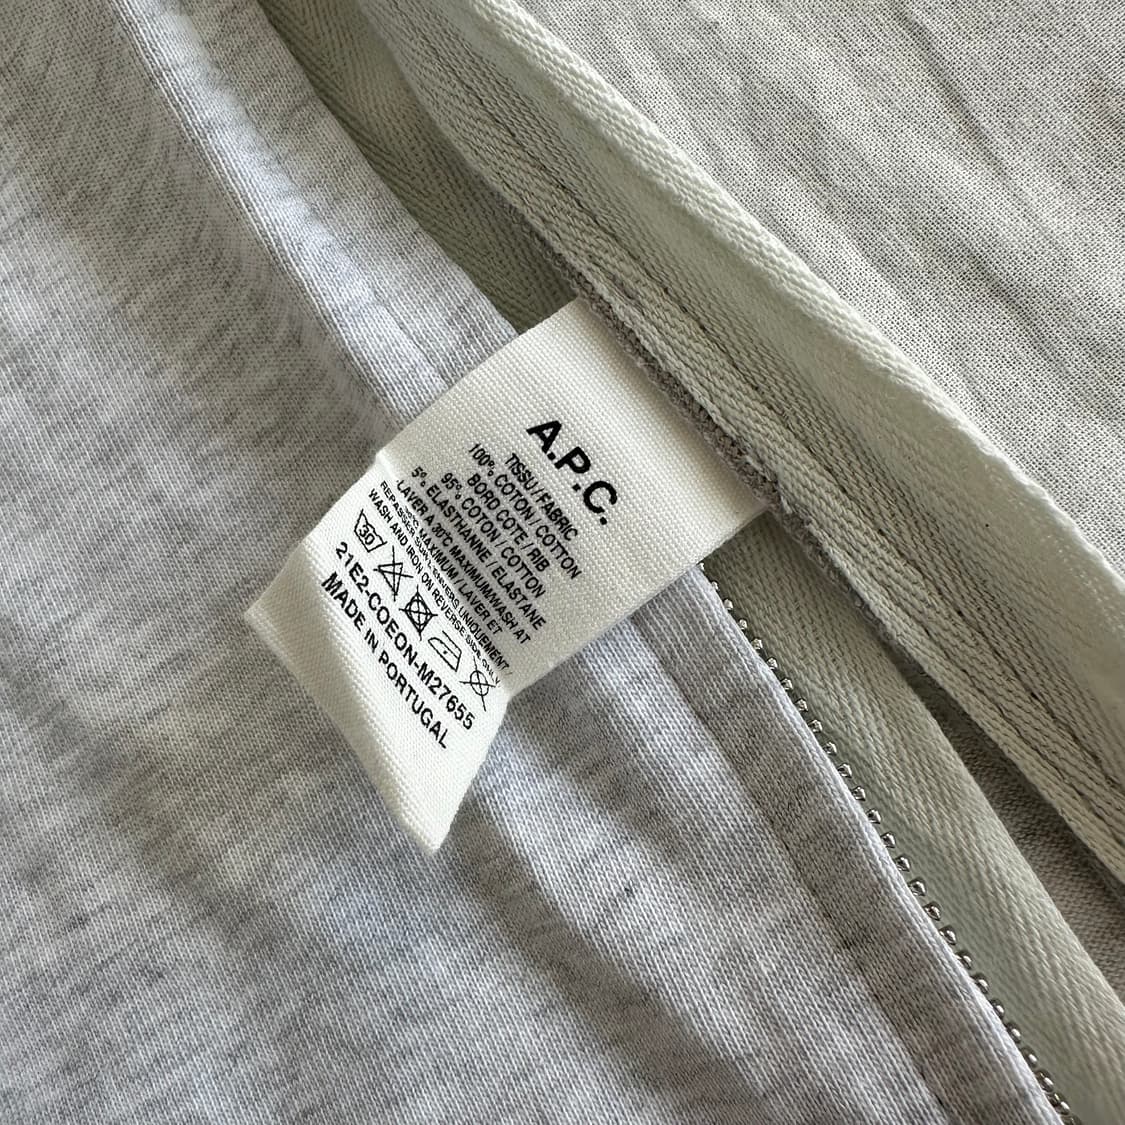 A.P.C.
TISSU / FABRIC
100% COTON / COTTON
BORD COTE / RIB
95% COTON / COTTON
5% ELASTHANNE / ELASTANE
LAVER A 30°C MAXIMUM/WASH AT
30°C MAXIMUM / LAVER ET
REPASSER SUR L'ENVERS UNIQUEMENT /
WASH AND IRON ON REVERSE SIDE ONLY
30
21E2-COEON-M27655
MADE IN PORTUGAL